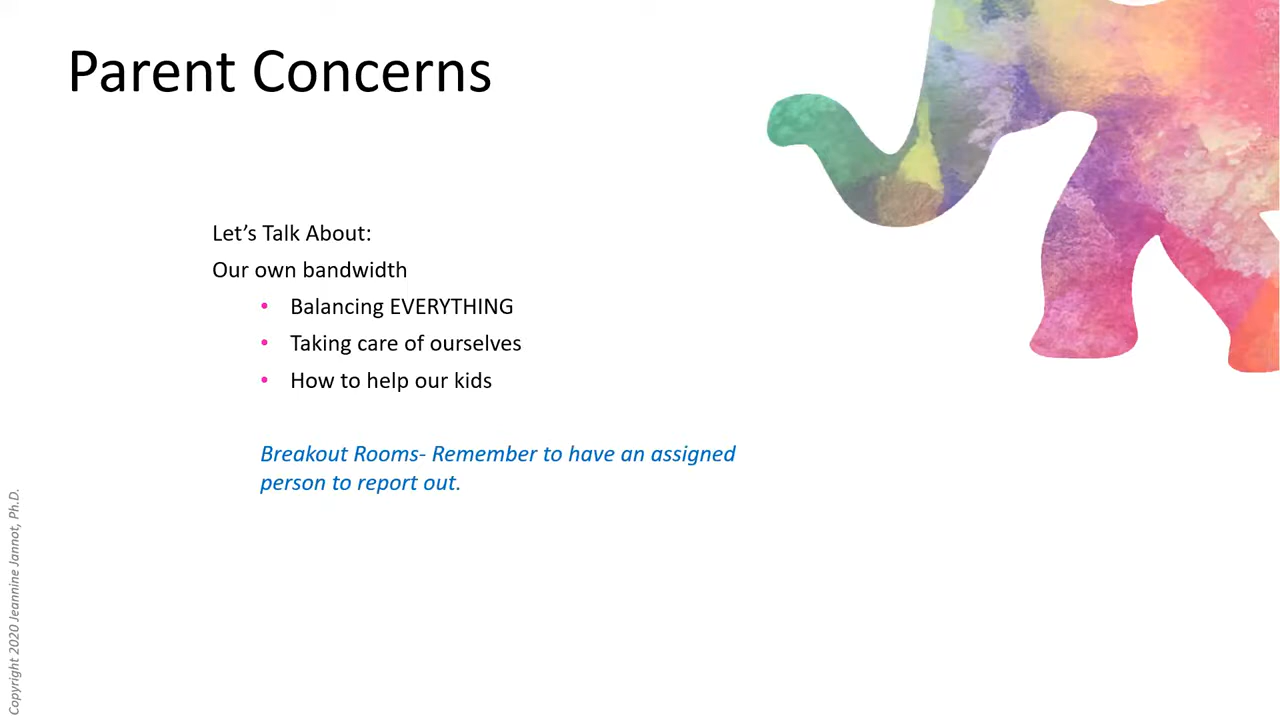 Parent Concerns
Let’s Talk About:
Our own bandwidth
• Balancing EVERYTHING
• Taking care of ourselves
• How to help our kids
Breakout Rooms- Remember to have an assigned
person to report out.
Copyright 2020 Jeannine Jannot, Ph.D.